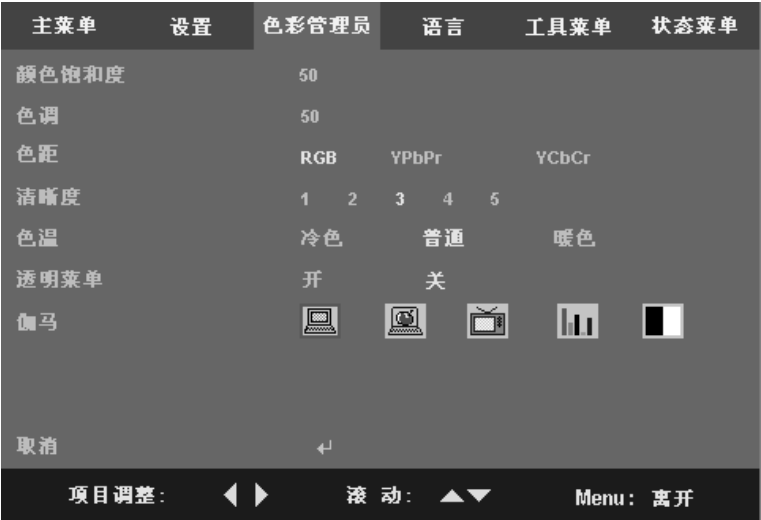 主菜单 设置 色彩管理员 语言 工具菜单 状态菜单
颜色饱和度 50
色调 50
色距 RGB YPbPr YCbCr
清晰度 1 2 3 4 5
色温 冷色 普通 暖色
透明菜单 开 关
伽马
取消
项目调整: 滚动: Menu: 离开